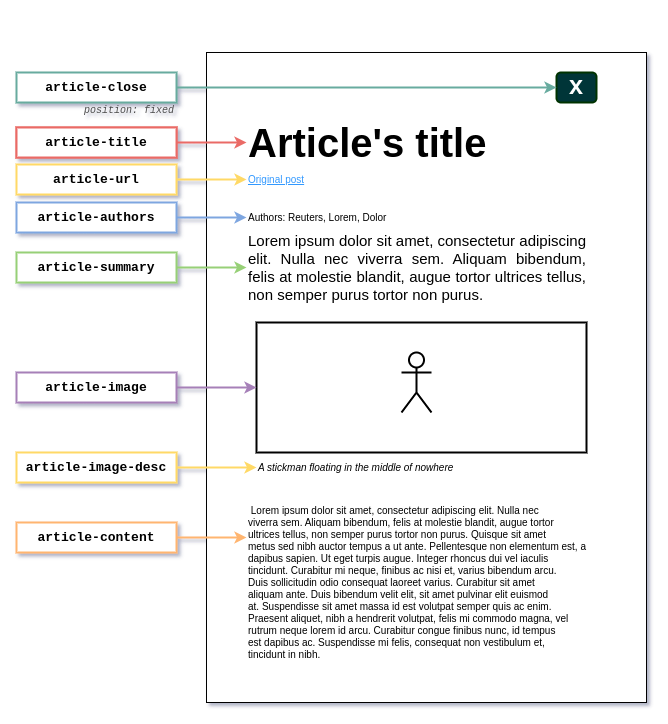 article-close
X
position: fixed
article-title
Article's title
article-url
Original post
article-authors
Authors: Reuters, Lorem, Dolor
article-summary
Lorem ipsum dolor sit amet, consectetur adipiscing
elit. Nulla nec viverra sem. Aliquam bibendum,
felis at molestie blandit, augue tortor ultrices tellus,
non semper purus tortor non purus.
article-image
article-image-desc
A stickman floating in the middle of nowhere
article-content
Lorem ipsum dolor sit amet, consectetur adipiscing elit. Nulla nec
viverra sem. Aliquam bibendum, felis at molestie blandit, augue tortor
ultrices tellus, non semper purus tortor non purus. Quisque sit amet
metus sed nibh auctor tempus a ut ante. Pellentesque non elementum est, a
dapibus sapien. Ut eget turpis augue. Integer rhoncus dui vel iaculis
tincidunt. Curabitur mi neque, finibus ac nisi et, varius bibendum arcu.
Duis sollicitudin odio consequat laoreet varius. Curabitur sit amet
aliquam ante. Duis bibendum velit elit, sit amet pulvinar elit euismod
at. Suspendisse sit amet massa id est volutpat semper quis ac enim.
Praesent aliquet, nibh a hendrerit volutpat, felis mi commodo magna, vel
rutrum neque lorem id arcu. Curabitur congue finibus nunc, id tempus
est dapibus ac. Suspendisse mi felis, consequat non vestibulum et,
tincidunt in nibh.